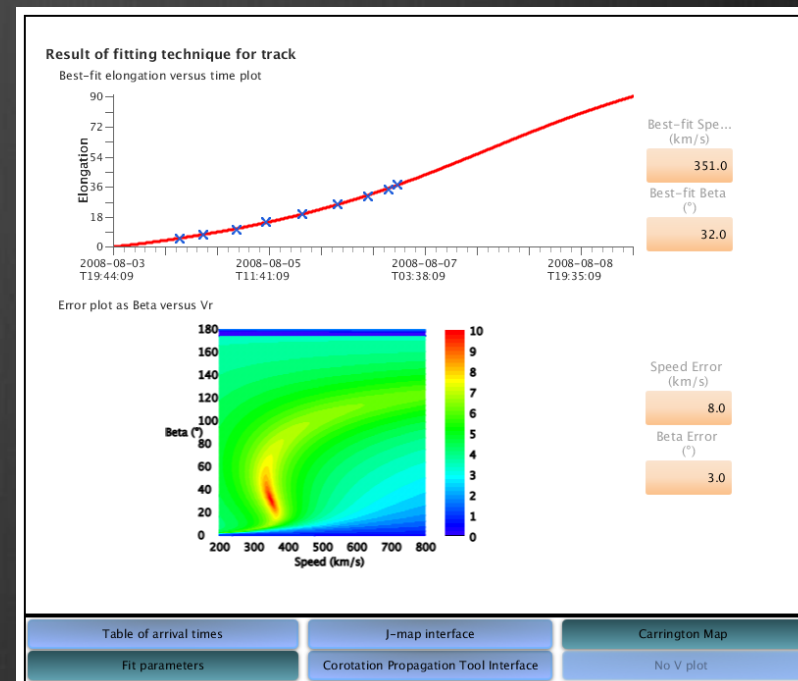 Result of fitting technique for track
Best-fit elongation versus time plot
90
72
54
36
18
0
Elongation
2008-08-03
T19:44:09
2008-08-05
T11:41:09
2008-08-07
T03:38:09
2008-08-08
T19:35:09
Best-fit Spe...
(km/s)
351.0
Best-fit Beta
(°)
32.0
Error plot as Beta versus Vr
180
160
140
120
100
80
60
40
20
0
Beta (°)
200 300 400 500 600 700 800
Speed (km/s)
10
9
8
7
6
5
4
3
2
1
0
Speed Error
(km/s)
8.0
Beta Error
(°)
3.0
Table of arrival times
J-map interface
Carrington Map
Fit parameters
Corotation Propagation Tool Interface
No V plot